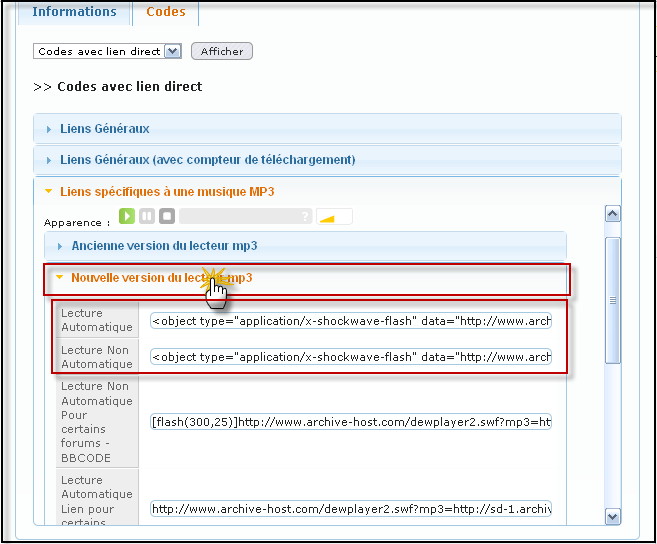 Informations
Codes
Codes avec lien direct
Afficher
>> Codes avec lien direct
Liens Généraux
Liens Généraux (avec compteur de téléchargement)
Liens spécifiques à une musique MP3
Apparence :
?
Ancienne version du lecteur mp3
Nouvelle version du lecteur mp3
Lecture
Automatique
<object type="application/x-shockwave-flash" data="http://www.arch
Lecture Non
Automatique
<object type="application/x-shockwave-flash" data="http://www.arch
Lecture Non
Automatique
Pour
certains
forums -
BBCODE
[flash(300,25)]http://www.archive-host.com/dewplayer2.swf?mp3=ht
Lecture
Automatique
Lien pour
certains
http://www.archive-host.com/dewplayer2.swf?mp3=http://sd-1.archiv